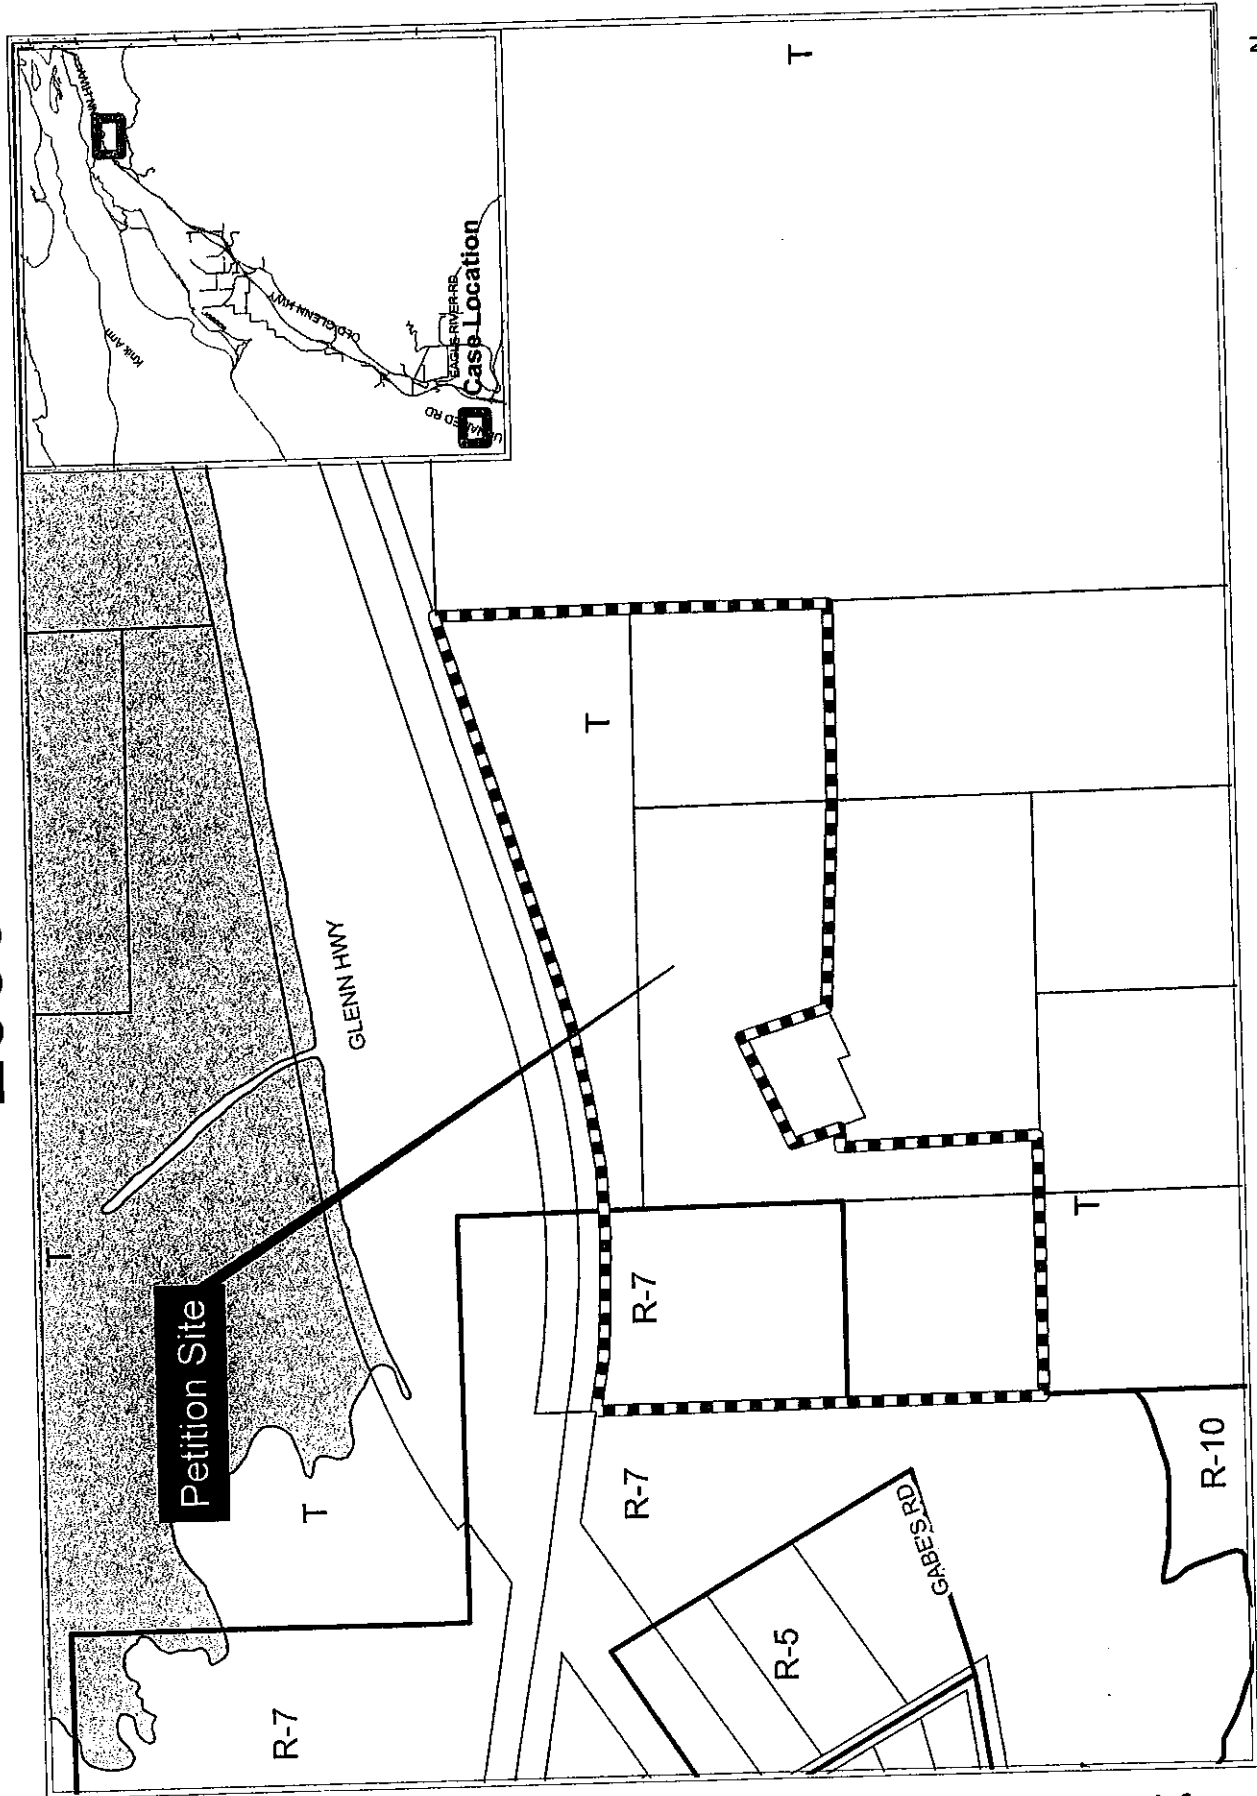 Petition Site
T
GLENN HWY
T
T
T
R-7
R-7
R-7
R-5
GABE'S RD
R-10
T
T
Knik Arm
OLD GLENN HWY
EAGLE RIVER RD
Case Location